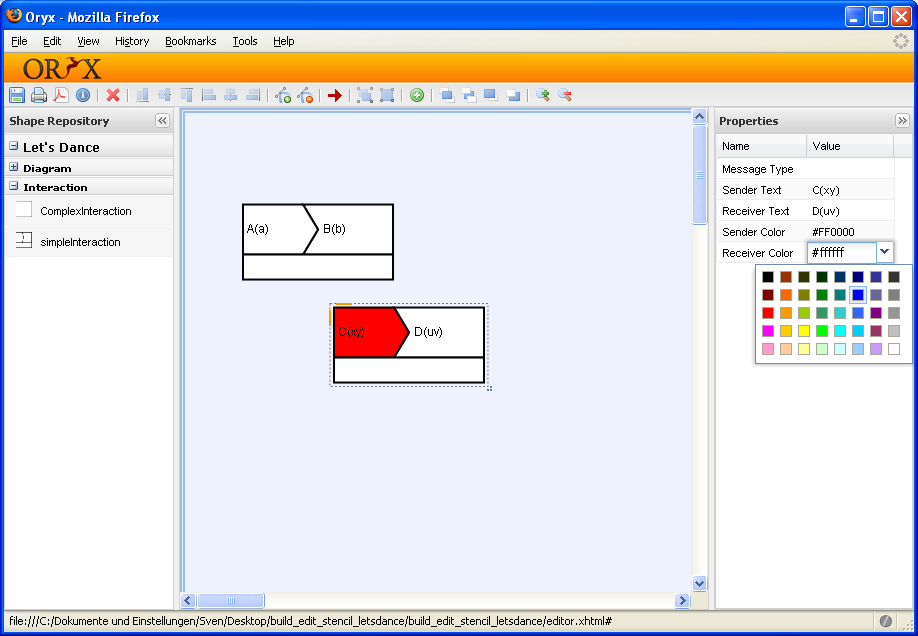 Oryx - Mozilla Firefox
File Edit View History Bookmarks Tools Help
ORYX
Shape Repository
Let's Dance
Diagram
Interaction
ComplexInteraction
simpleInteraction
A(a) B(b)
C(xy) D(uv)
Properties
Name Value
Message Type
Sender Text C(xy)
Receiver Text D(uv)
Sender Color #FF0000
Receiver Color #ffffff
file:///C:/Dokumente und Einstellungen/Sven/Desktop/build_edit_stencil_letsdance/build_edit_stencil_letsdance/editor.xhtml#